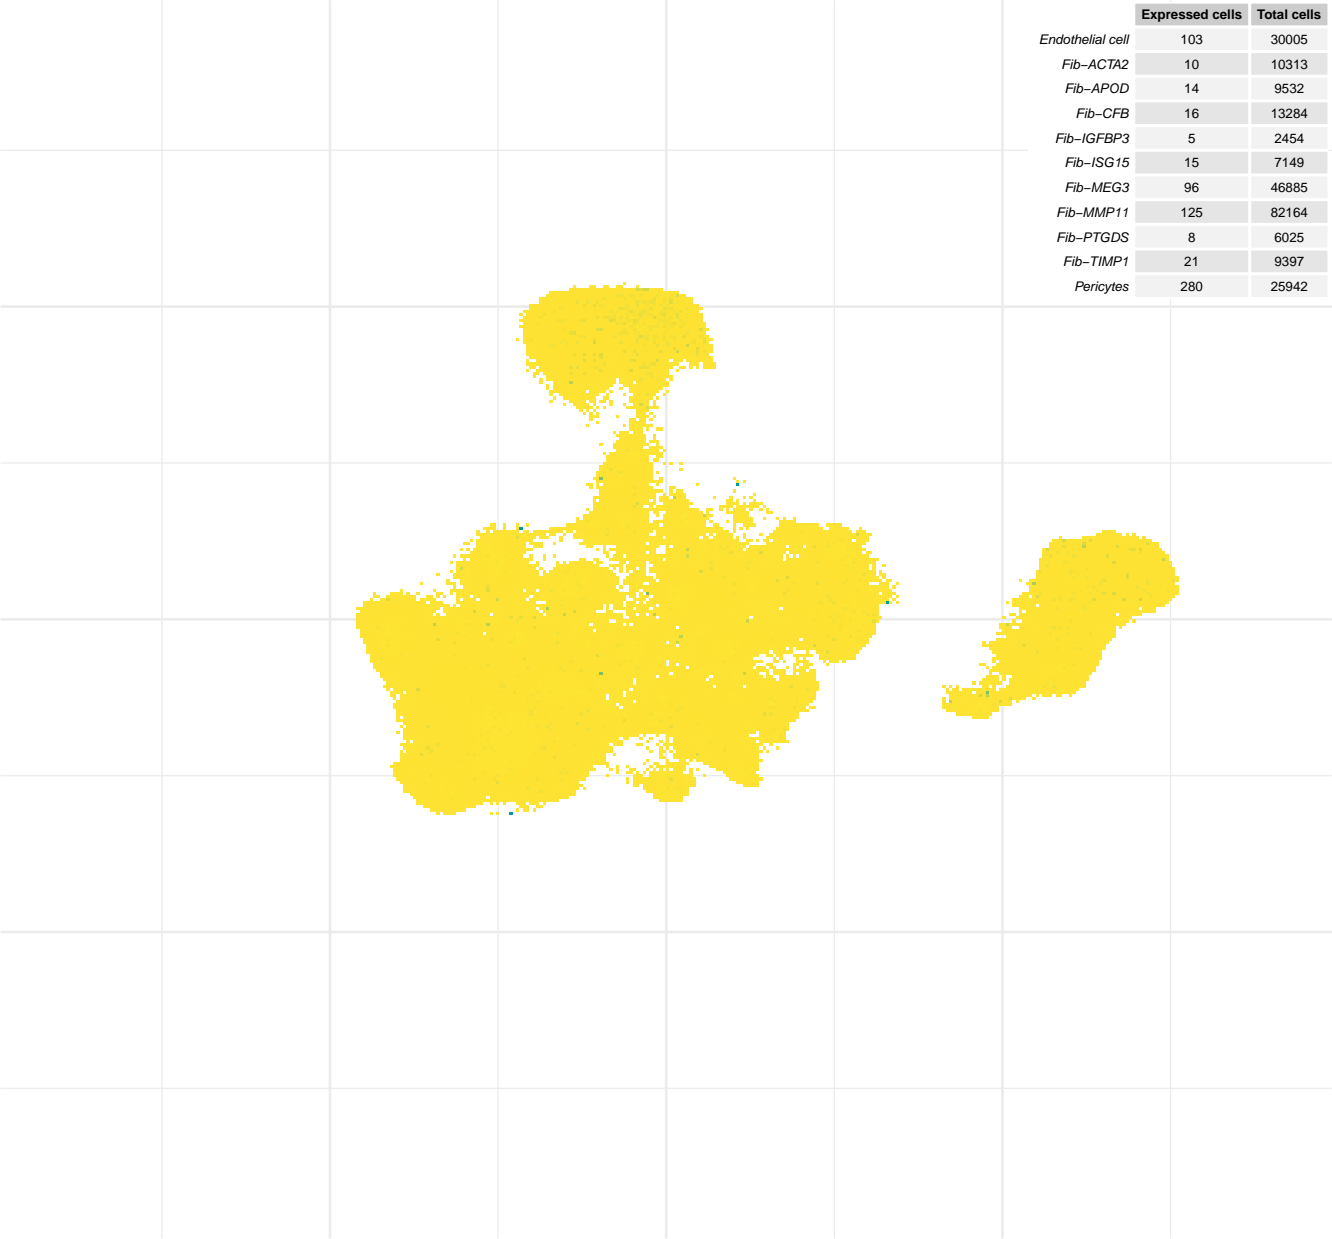 Expressed cells Total cells
Endothelial cell 103 30005
Fib−ACTA2 10 10313
Fib−APOD 14 9532
Fib−CFB 16 13284
Fib−IGFBP3 5 2454
Fib−ISG15 15 7149
Fib−MEG3 96 46885
Fib−MMP11 125 82164
Fib−PTGDS 8 6025
Fib−TIMP1 21 9397
Pericytes 280 25942